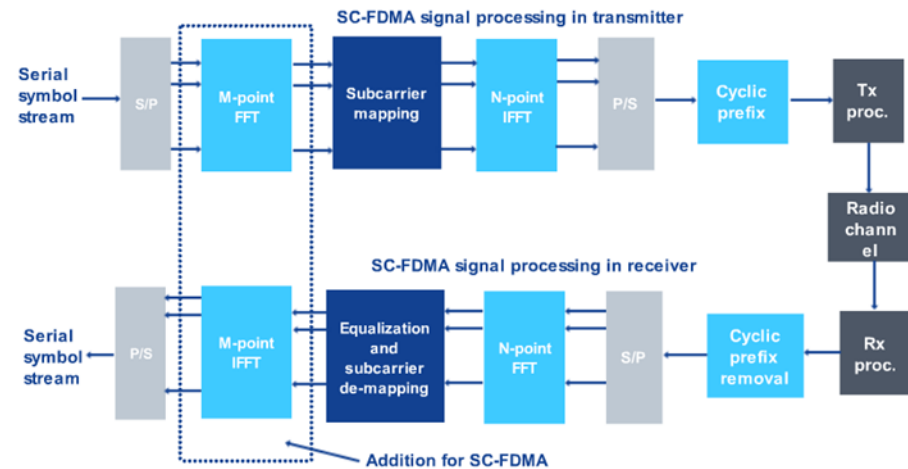 SC-FDMA signal processing in transmitter
Serial
symbol
stream
S/P
M-point
FFT
Subcarrier
mapping
N-point
IFFT
P/S
Cyclic
prefix
Tx
proc.
Radio
chann
el
SC-FDMA signal processing in receiver
Serial
symbol
stream
P/S
M-point
IFFT
Equalization
and
subcarrier
de-mapping
N-point
FFT
S/P
Cyclic
prefix
removal
Rx
proc.
Addition for SC-FDMA